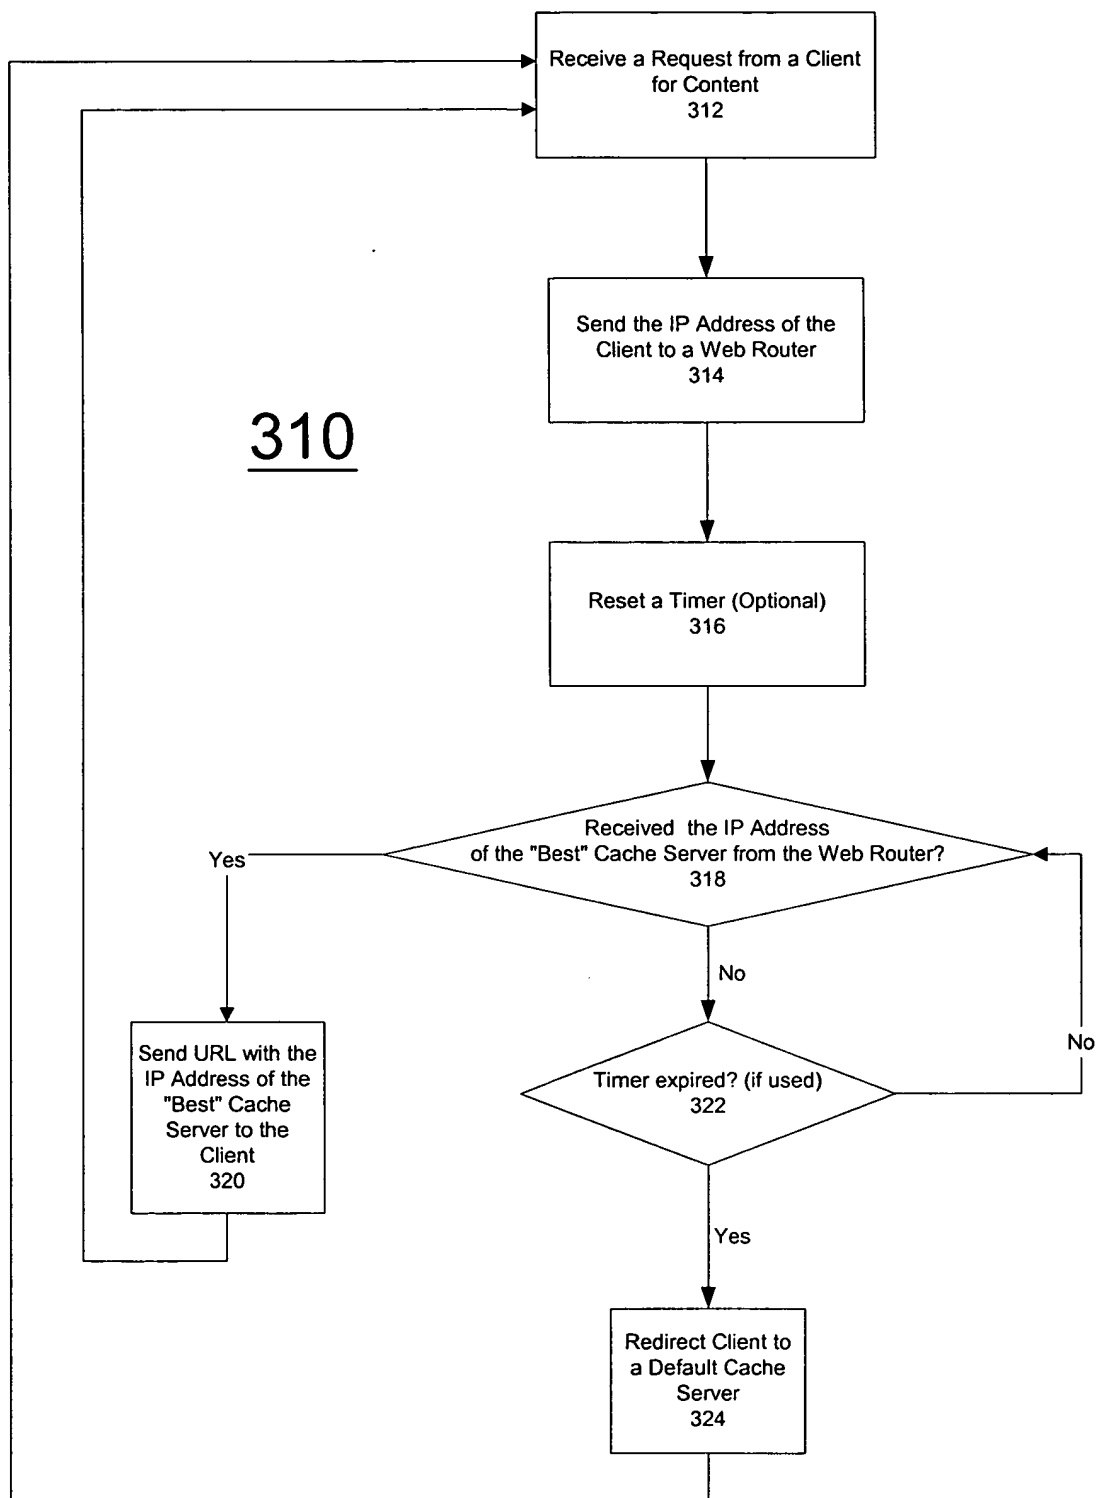 Receive a Request from a Client
for Content
312
Send the IP Address of the
Client to a Web Router
314
310
Reset a Timer (Optional)
316
Received the IP Address
of the "Best" Cache Server from the Web Router?
318
Yes
No
Send URL with the
IP Address of the
"Best" Cache
Server to the
Client
320
Timer expired? (if used)
322
No
Yes
Redirect Client to
a Default Cache
Server
324